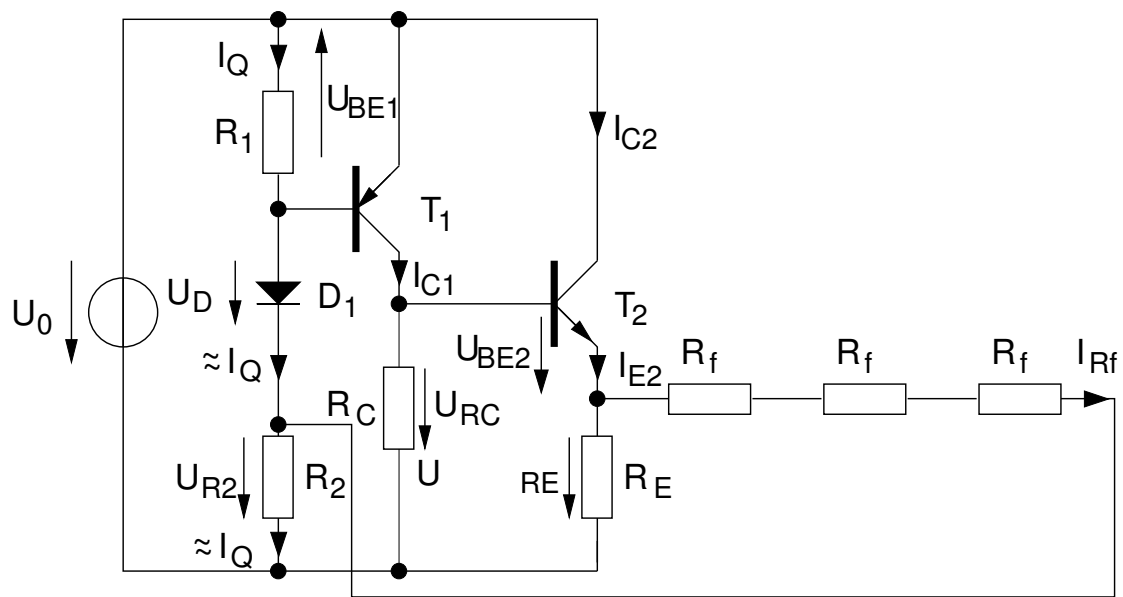 I_Q
U_BE1
R_1
I_C2
T_1
I_C1
U_0
U_D
D_1
T_2
U_BE2
≈I_Q
I_E2
R_f
R_f
R_f
I_Rf
R_C
U_RC
U_R2
R_2
U
RE
R_E
≈I_Q